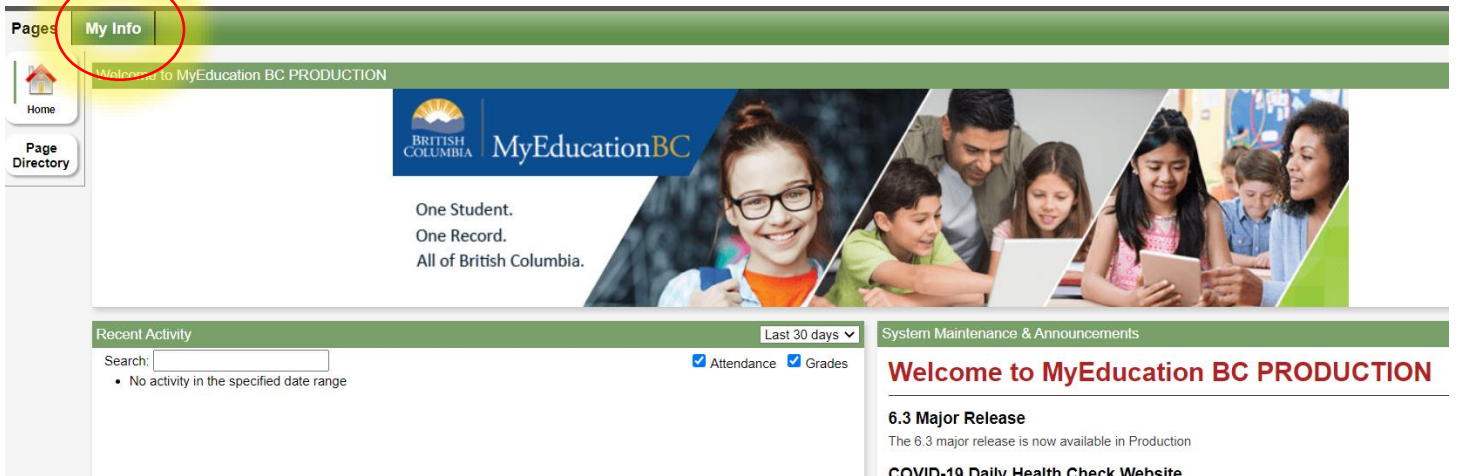 Pages My Info
Home
Page
Directory
Welcome to MyEducation BC PRODUCTION
BRITISH
COLUMBIA
MyEducationBC
One Student.
One Record.
All of British Columbia.
Recent Activity Last 30 days
Search: Attendance Grades
No activity in the specified date range
System Maintenance & Announcements
Welcome to MyEducation BC PRODUCTION
6.3 Major Release
The 6.3 major release is now available in Production
COVID-19 Daily Health Check Website